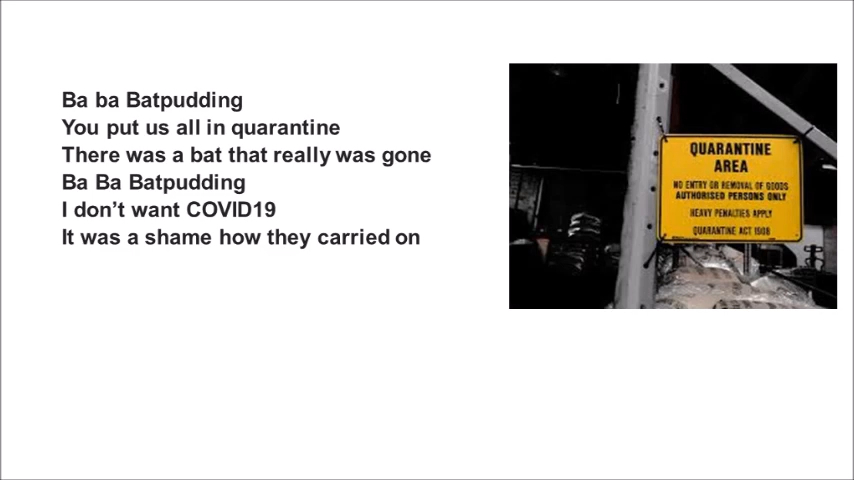 Ba ba Batpudding
You put us all in quarantine
There was a bat that really was gone
Ba Ba Batpudding
I don’t want COVID19
It was a shame how they carried on
QUARANTINE
AREA
NO ENTRY OR REMOVAL OF GOODS
AUTHORISED PERSONS ONLY
HEAVY PENALTIES APPLY
QUARANTINE ACT 1908